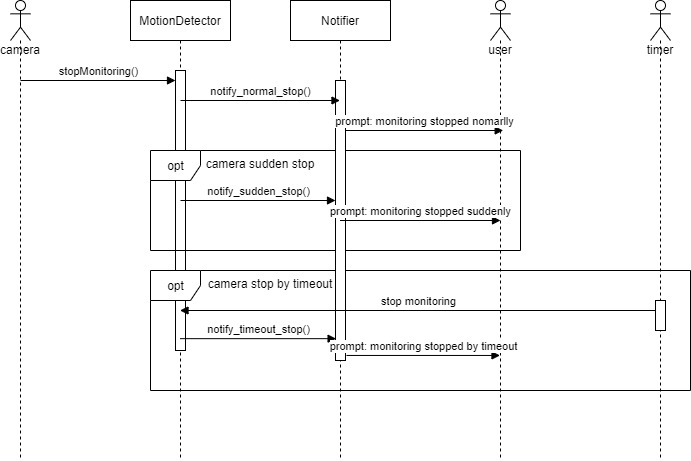 MotionDetector
Notifier
camera
user
timer
stopMonitoring()
notify_normal_stop()
prompt: monitoring stopped nomarlly
opt
camera sudden stop
notify_sudden_stop()
prompt: monitoring stopped suddenly
opt
camera stop by timeout
stop monitoring
notify_timeout_stop()
prompt: monitoring stopped by timeout